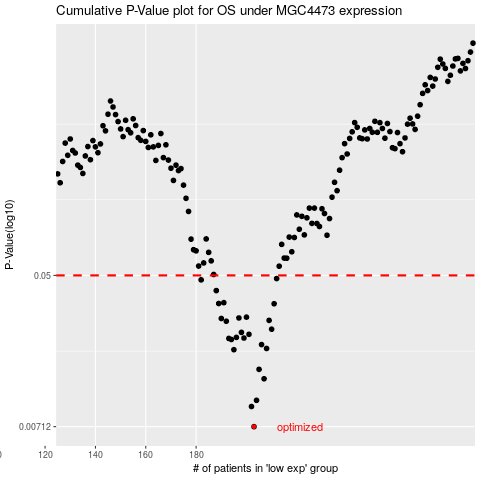 Cumulative P-Value plot for OS under MGC4473 expression
P-Value(log10)
0.05
0.00712
optimized
0 120 140 160 180
# of patients in 'low exp' group